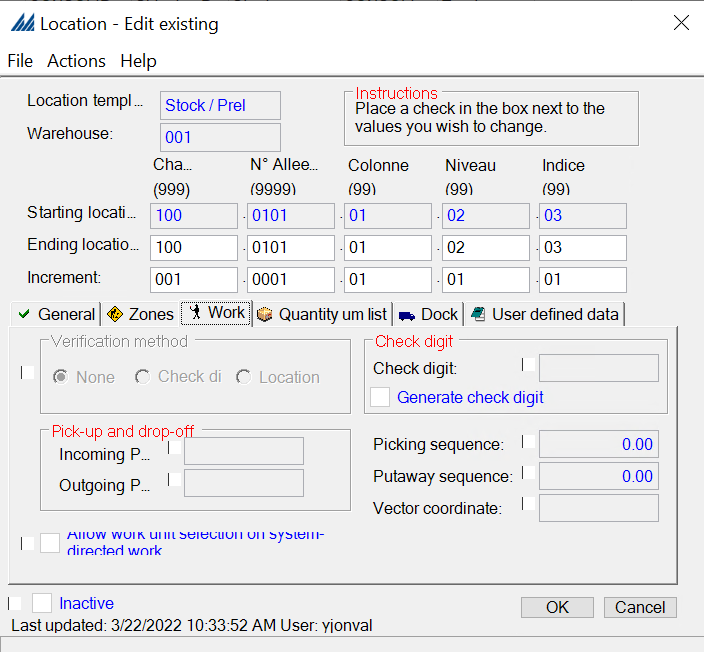 Location - Edit existing
File Actions Help
Location templ...
Stock / Prel
Instructions
Place a check in the box next to the
values you wish to change.
Warehouse:
001
Cha... N° Allee... Colonne Niveau Indice
(999) (9999) (99) (99) (99)
Starting locati... 100 . 0101 . 01 . 02 . 03
Ending locatio... 100 . 0101 . 01 . 02 . 03
Increment: 001 . 0001 . 01 . 01 . 01
General Zones Work Quantity um list Dock User defined data
Verification method
None Check di Location
Check digit
Check digit:
Generate check digit
Pick-up and drop-off
Incoming P...
Outgoing P...
Picking sequence: 0.00
Putaway sequence: 0.00
Vector coordinate:
Allow work unit selection on system-
directed work
Inactive
OK Cancel
Last updated: 3/22/2022 10:33:52 AM User: yjonval